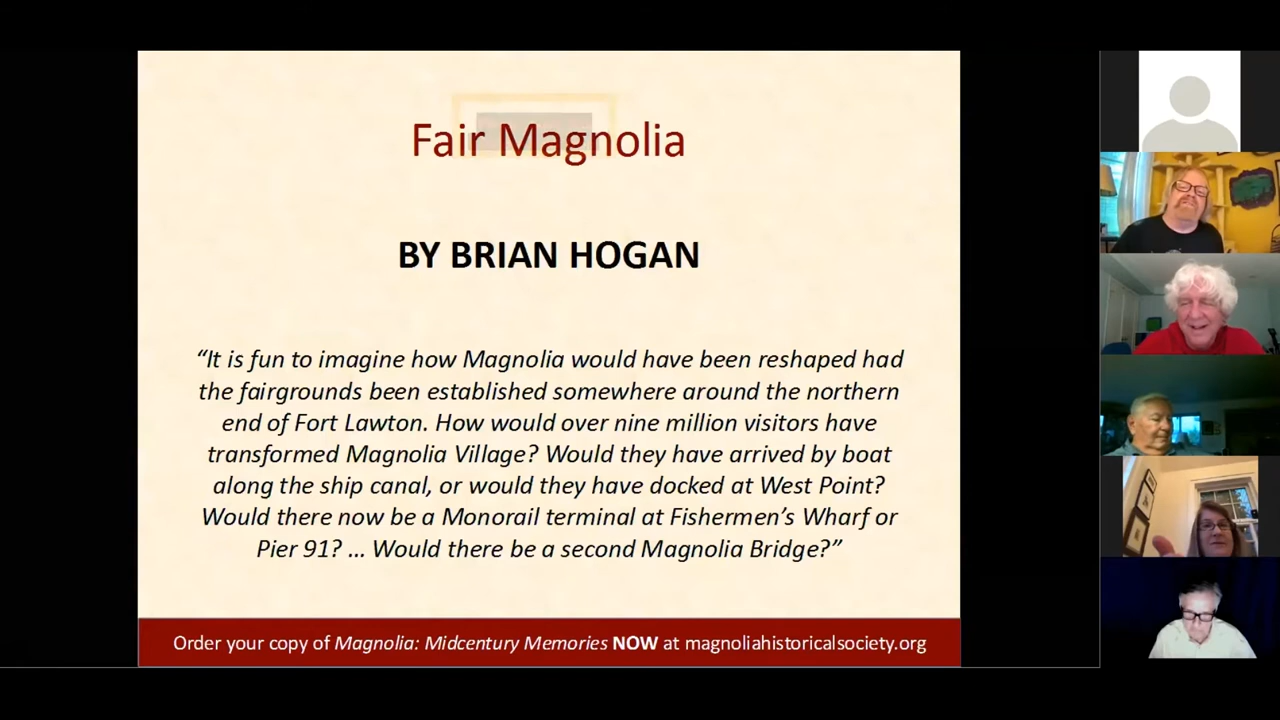 Fair Magnolia
BY BRIAN HOGAN
“It is fun to imagine how Magnolia would have been reshaped had
the fairgrounds been established somewhere around the northern
end of Fort Lawton. How would over nine million visitors have
transformed Magnolia Village? Would they have arrived by boat
along the ship canal, or would they have docked at West Point?
Would there now be a Monorail terminal at Fishermen’s Wharf or
Pier 91? ... Would there be a second Magnolia Bridge?”
Order your copy of Magnolia: Midcentury Memories NOW at magnoliahistoricalsociety.org